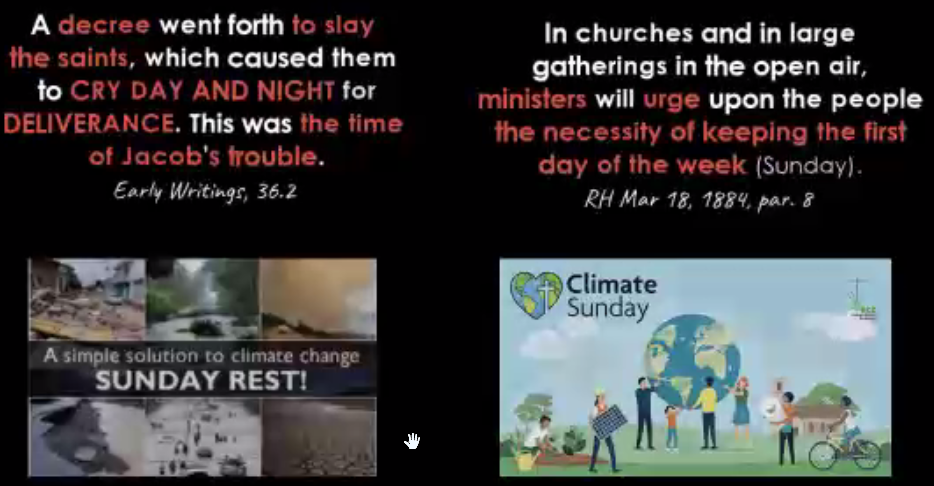 A decree went forth to slay
the saints, which caused them
to CRY DAY AND NIGHT for
DELIVERANCE. This was the time
of Jacob's trouble.
Early Writings, 36.2
In churches and in large
gatherings in the open air,
ministers will urge upon the people
the necessity of keeping the first
day of the week (Sunday).
RH Mar 18, 1884, par. 8
A simple solution to climate change
SUNDAY REST!
Climate
Sunday